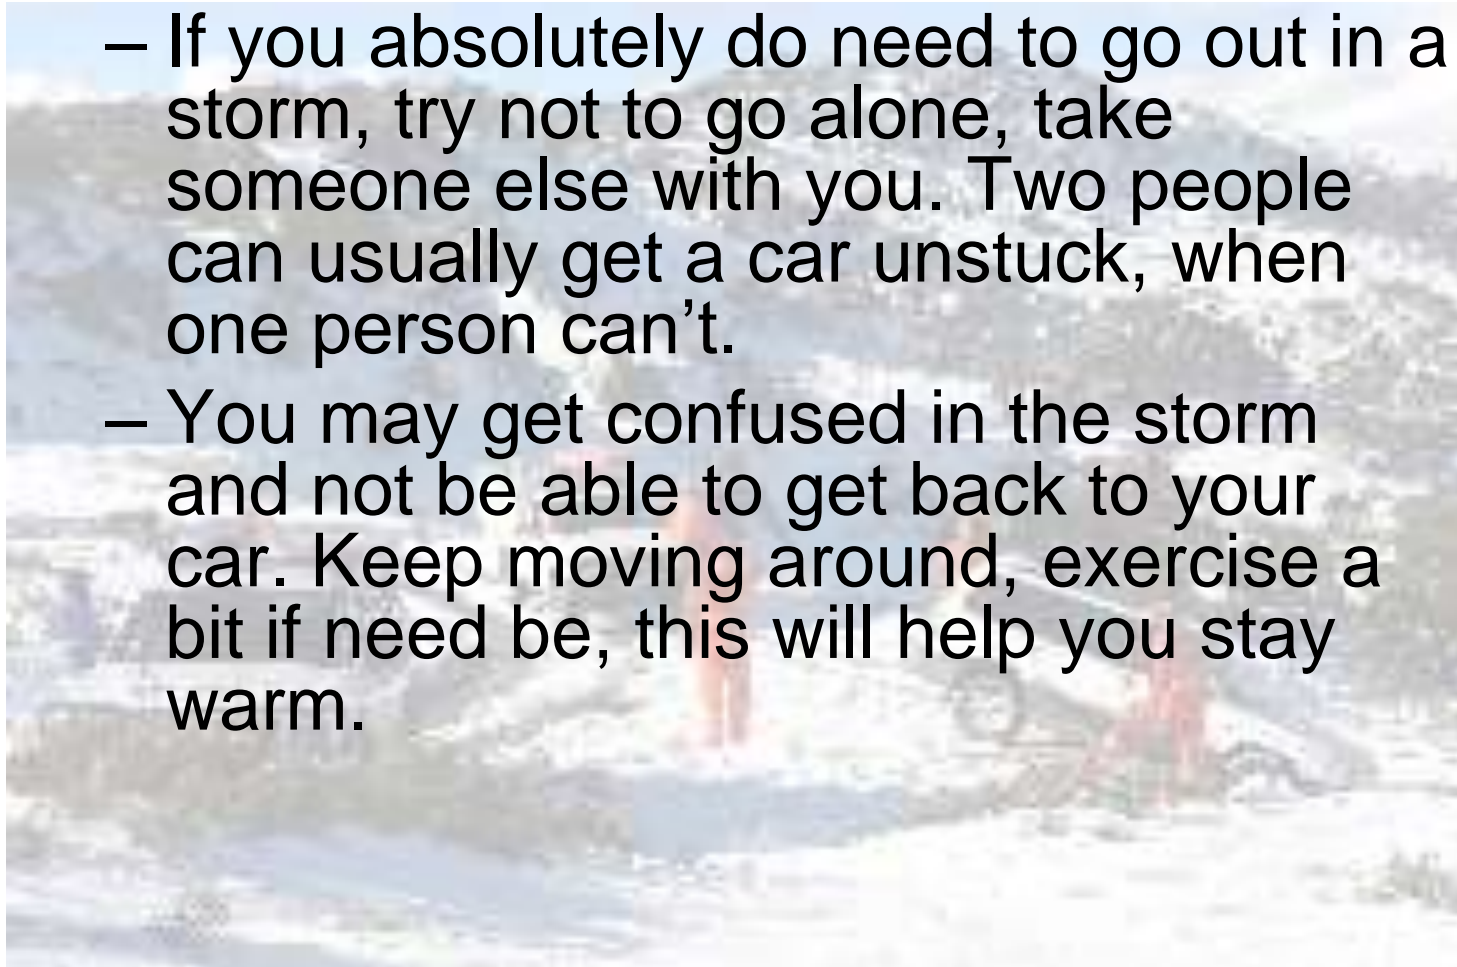 – If you absolutely do need to go out in a
storm, try not to go alone, take
someone else with you. Two people
can usually get a car unstuck, when
one person can’t.
– You may get confused in the storm
and not be able to get back to your
car. Keep moving around, exercise a
bit if need be, this will help you stay
warm.